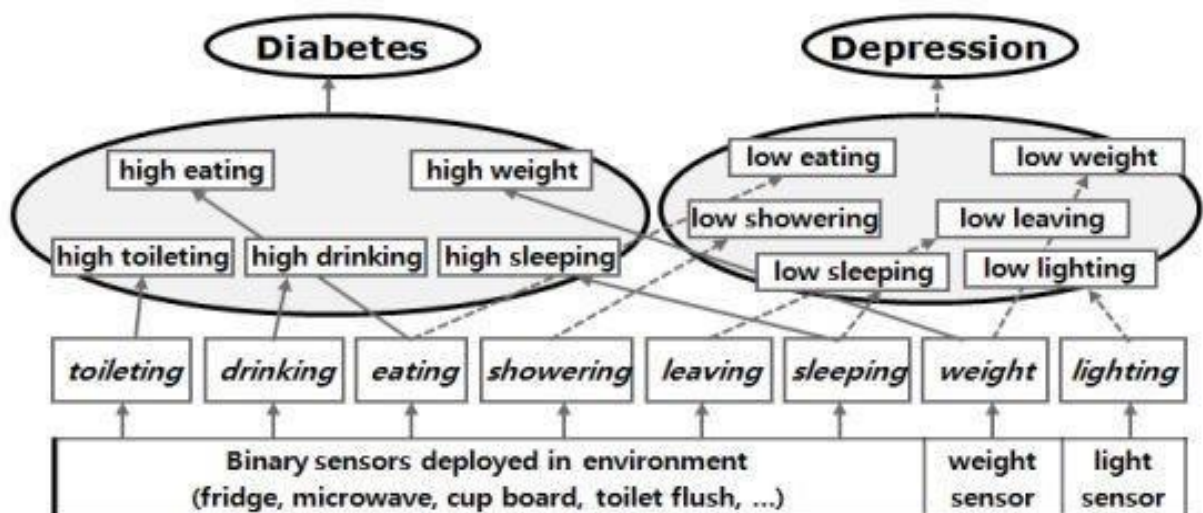 Diabetes
Depression
high eating
high weight
low eating
low weight
low showering
low leaving
high toileting
high drinking
high sleeping
low sleeping
low lighting
toileting
drinking
eating
showering
leaving
sleeping
weight
lighting
Binary sensors deployed in environment
(fridge, microwave, cup board, toilet flush, ...)
weight
sensor
light
sensor